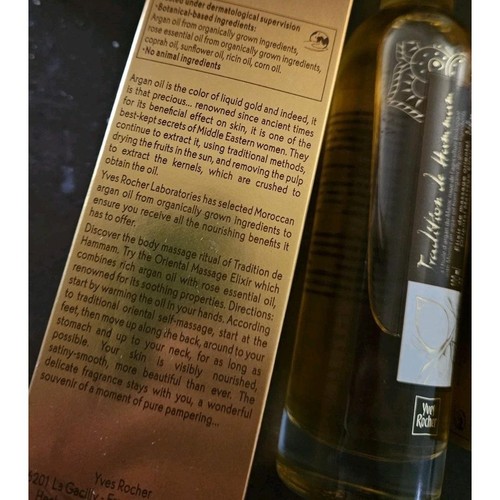 under dermatological supervision
•Botanical-based ingredients:
Argan oil from organically grown ingredients,
rose essential oil from organically grown ingredients,
coprah oil, sunflower oil, ricin oil, corn oil.
•No animal ingredients
Argan oil is the color of liquid gold and indeed, it
is that precious... renowned since ancient times
for its beneficial effect on skin, it is one of the
best-kept secrets of Middle Eastern women. They
continue to extract it, using traditional methods,
drying the fruits in the sun, and removing the pulp
to extract the kernels, which are crushed to
obtain the oil.
Yves Rocher Laboratories has selected Moroccan
argan oil from organically grown ingredients to
ensure you receive all the nourishing benefits it
has to offer.
Discover the body massage ritual of Tradition de
Hammam. Try the Oriental Massage Elixir which
combines rich argan oil with rose essential oil,
renowned for its soothing properties. Directions:
start by warming the oil in your hands. According
to traditional oriental self-massage, start at the
feet, then move up along the back, around to your
stomach and up to your neck, for as long as
possible. Your skin is visibly nourished,
satiny-smooth, more beautiful than ever. The
delicate fragrance stays with you, a wonderful
souvenir of a moment of pure pampering...
Yves Rocher
La Gacilly
Tradition de Hammam
Yves
Rocher